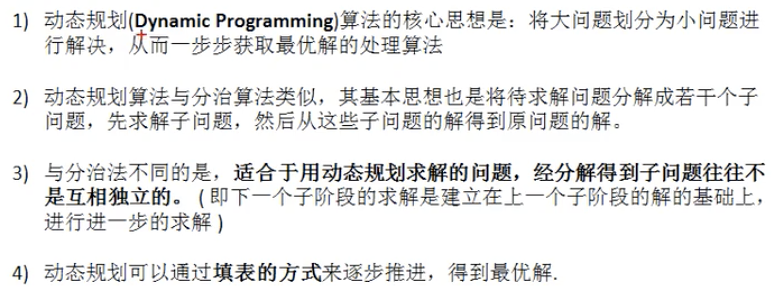 1) 动态规划(Dynamic Programming)算法的核心思想是：将大问题划分为小问题进
行解决，从而一步步获取最优解的处理算法
2) 动态规划算法与分治算法类似，其基本思想也是将待求解问题分解成若干个子
问题，先求解子问题，然后从这些子问题的解得到原问题的解。
3) 与分治法不同的是，适合于用动态规划求解的问题，经分解得到子问题往往不
是互相独立的。 ( 即下一个子阶段的求解是建立在上一个子阶段的解的基础上，
进行进一步的求解 )
4) 动态规划可以通过填表的方式来逐步推进，得到最优解.